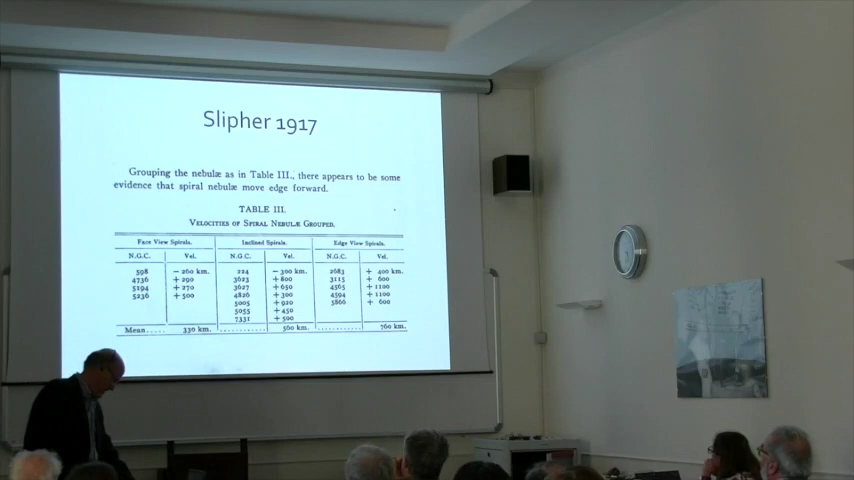 Slipher 1917
Grouping the nebulæ as in Table III., there appears to be some
evidence that spiral nebulæ move edge forward.
TABLE III.
VELOCITIES OF SPIRAL NEBULÆ GROUPED.
Face View Spirals. Inclined Spirals. Edge View Spirals.
N.G.C. Vel. N.G.C. Vel. N.G.C. Vel.
598 − 260 km. 224 − 300 km. 2683 + 400 km.
4736 + 290 3623 + 800 3115 + 600
5194 + 270 3627 + 650 4565 + 1100
5236 + 500 4826 + 300 4594 + 1100
5005 + 920 5866 + 600
5055 + 450
7331 + 500
Mean..... 330 km. ............ 560 km. ............ 760 km.